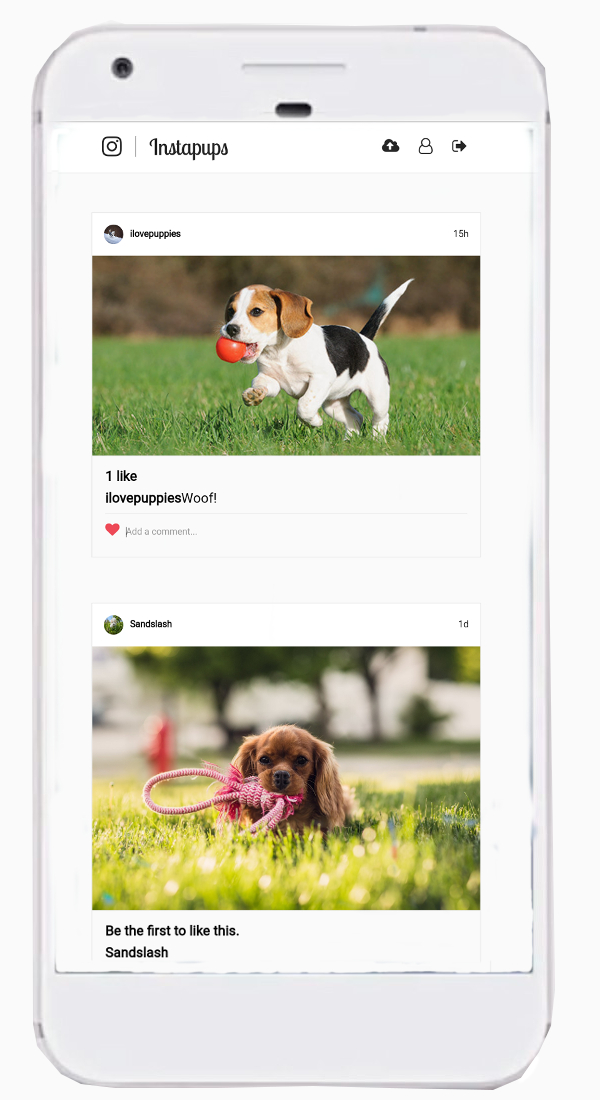 Instapups
ilovepuppies 15h
1 like
ilovepuppiesWoof!
Add a comment...
Sandslash 1d
Be the first to like this.
Sandslash